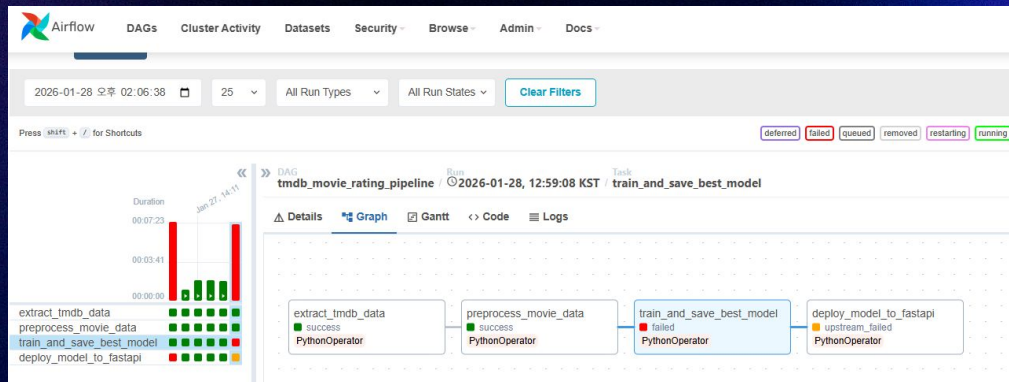 Airflow DAGs Cluster Activity Datasets Security Browse Admin Docs
2026-01-28 오후 02:06:38 25 All Run Types All Run States Clear Filters
Press shift + / for Shortcuts
deferred failed queued removed restarting running
DAG Run Task
tmdb_movie_rating_pipeline / 2026-01-28, 12:59:08 KST / train_and_save_best_model
Details Graph Gantt Code Logs
Duration
Jan 27, 14:11
00:07:23
00:03:41
00:00:00
extract_tmdb_data
preprocess_movie_data
train_and_save_best_model
deploy_model_to_fastapi
extract_tmdb_data
success
PythonOperator
preprocess_movie_data
success
PythonOperator
train_and_save_best_model
failed
PythonOperator
deploy_model_to_fastapi
upstream_failed
PythonOperator